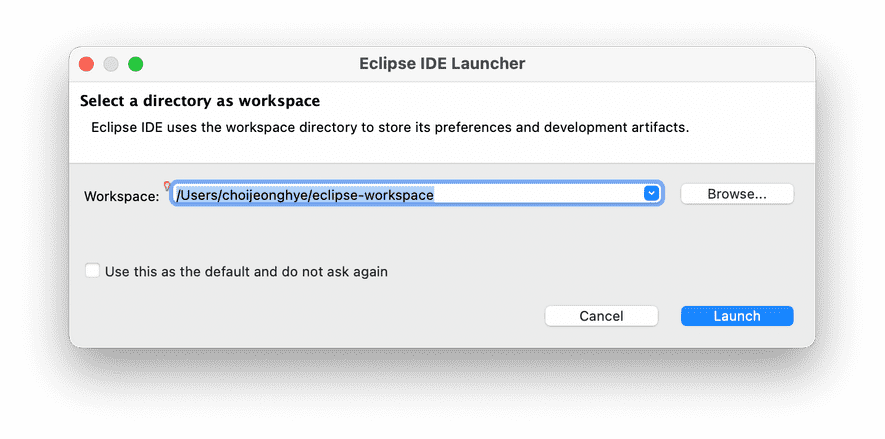 Eclipse IDE Launcher
Select a directory as workspace
Eclipse IDE uses the workspace directory to store its preferences and development artifacts.
Workspace: /Users/choijeonghye/eclipse-workspace Browse...
Use this as the default and do not ask again
Cancel Launch